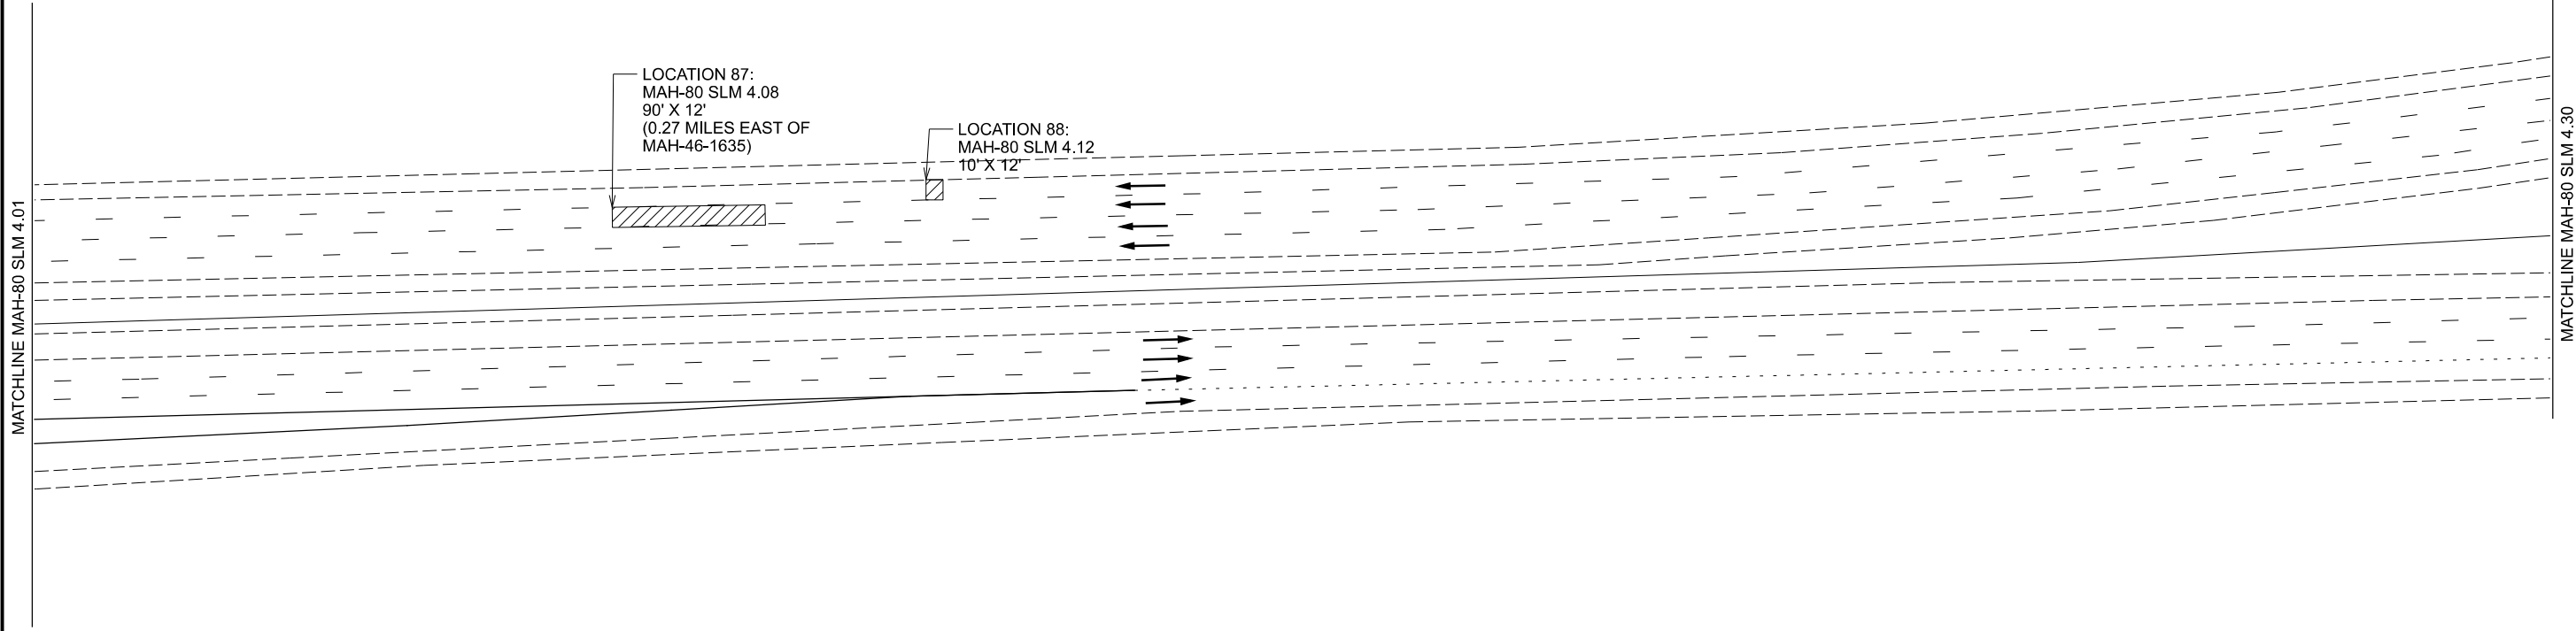 MATCHLINE MAH-80 SLM 4.01
LOCATION 87:
MAH-80 SLM 4.08
90' X 12'
(0.27 MILES EAST OF
MAH-46-1635)
LOCATION 88:
MAH-80 SLM 4.12
10' X 12'
MATCHLINE MAH-80 SLM 4.30